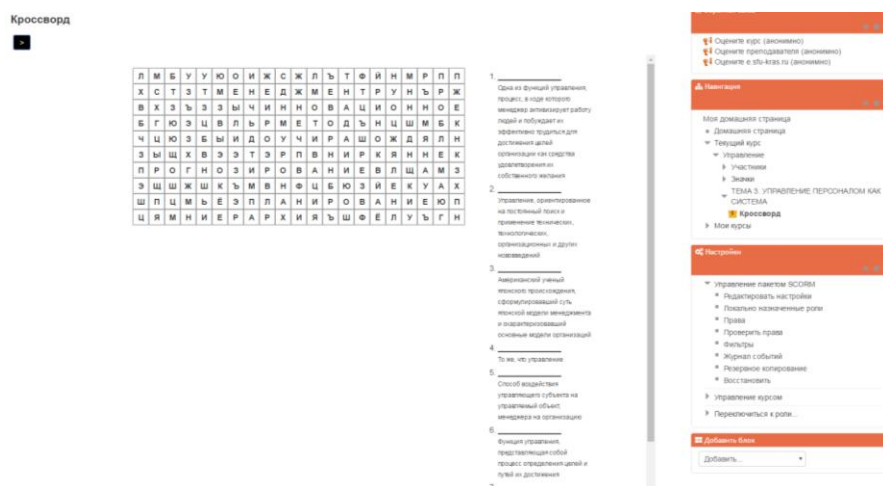 Кроссворд
>
Л М Б У У Ю О И Ж С Ж Л Ъ Т Ф Й Н М Р П П
Х С Т З Т М Е Н Е Д Ж М Е Н Т Р У Н Ъ Р Ж
В Х З Ъ З З Ы Ч И Н Н О В А Ц И О Н Н О Е
Б Г Ю Э Ц В Л Ь Р М Е Т О Д Ъ Н Ц Ш М Б К
Ч Ц Ю З Б Ы И Д О У Ч И Р А Ш О Ж Д Я Л Н
З Ы Щ Х В Э Э Т Э Р П В Н И Р К Я Н Н Е К
П Р О Г Н О З И Р О В А Н И Е В Л Щ А М З
Э Щ Ш Ж Ш К Ъ М В Н Ф Ц Б Ю З Й Е К У А Х
Ш П Ц М Ь Ё Э П Л А Н И Р О В А Н И Е Ю П
Ц Я М Н И Е Р А Р Х И Я Ъ Ш Ф Ё Л У Ъ Г Н
1.
Одна из функций управления,
процесс, в ходе которого
менеджер активизирует работу
людей и побуждает их
эффективно трудиться для
достижения целей
организации как средства
удовлетворения их
собственного желания
2.
Управление, ориентированное
на постоянный поиск и
применение технических,
технологических,
организационных и других
нововведений
3.
Американский ученый
японского происхождения,
сформулировавший суть
японской модели менеджмента
и охарактеризовавший
основные модели организаций
4.
То же, что управление
5.
Способ воздействия
управляющего субъекта на
управляемый объект,
менеджера на организацию
6.
Функция управления,
представляющая собой
процесс определения целей и
путей их достижения
Оцените курс (анонимно)
Оцените преподавателя (анонимно)
Оцените e.sfu-kras.ru (анонимно)
Навигация
Моя домашняя страница
Домашняя страница
Текущий курс
Управление
Участники
Значки
ТЕМА 3. УПРАВЛЕНИЕ ПЕРСОНАЛОМ КАК
СИСТЕМА
Кроссворд
Мои курсы
Настройки
Управление пакетом SCORM
Редактировать настройки
Локально назначенные роли
Права
Проверить права
Фильтры
Журнал событий
Резервное копирование
Восстановить
Управление курсом
Переключиться к роли...
Добавить блок
Добавить...